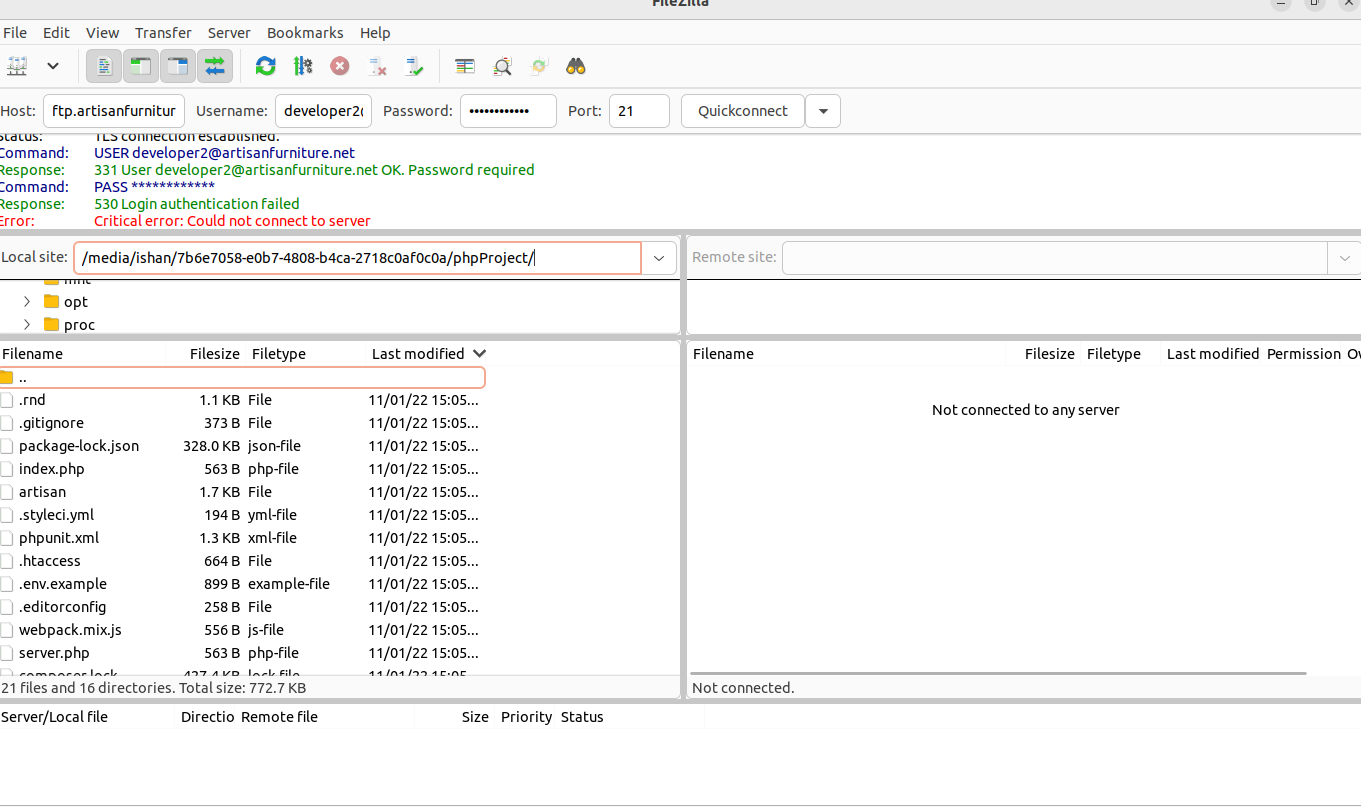 FileZilla
File Edit View Transfer Server Bookmarks Help
Host: ftp.artisanfurnitur Username: developer2( Password: •••••••••••• Port: 21 Quickconnect
Status: TLS connection established.
Command: USER developer2@artisanfurniture.net
Response: 331 User developer2@artisanfurniture.net OK. Password required
Command: PASS ************
Response: 530 Login authentication failed
Error: Critical error: Could not connect to server
Local site: /media/ishan/7b6e7058-e0b7-4808-b4ca-2718c0af0c0a/phpProject/ Remote site:
mnt
opt
proc
Filename Filesize Filetype Last modified Filename Filesize Filetype Last modified Permission Ow
..
.rnd 1.1 KB File 11/01/22 15:05...
Not connected to any server
.gitignore 373 B File 11/01/22 15:05...
package-lock.json 328.0 KB json-file 11/01/22 15:05...
index.php 563 B php-file 11/01/22 15:05...
artisan 1.7 KB File 11/01/22 15:05...
.styleci.yml 194 B yml-file 11/01/22 15:05...
phpunit.xml 1.3 KB xml-file 11/01/22 15:05...
.htaccess 664 B File 11/01/22 15:05...
.env.example 899 B example-file 11/01/22 15:05...
.editorconfig 258 B File 11/01/22 15:05...
webpack.mix.js 556 B js-file 11/01/22 15:05...
server.php 563 B php-file 11/01/22 15:05...
composer.lock 427.4 KB lock-file 11/01/22 15:05...
21 files and 16 directories. Total size: 772.7 KB Not connected.
Server/Local file Directio Remote file Size Priority Status